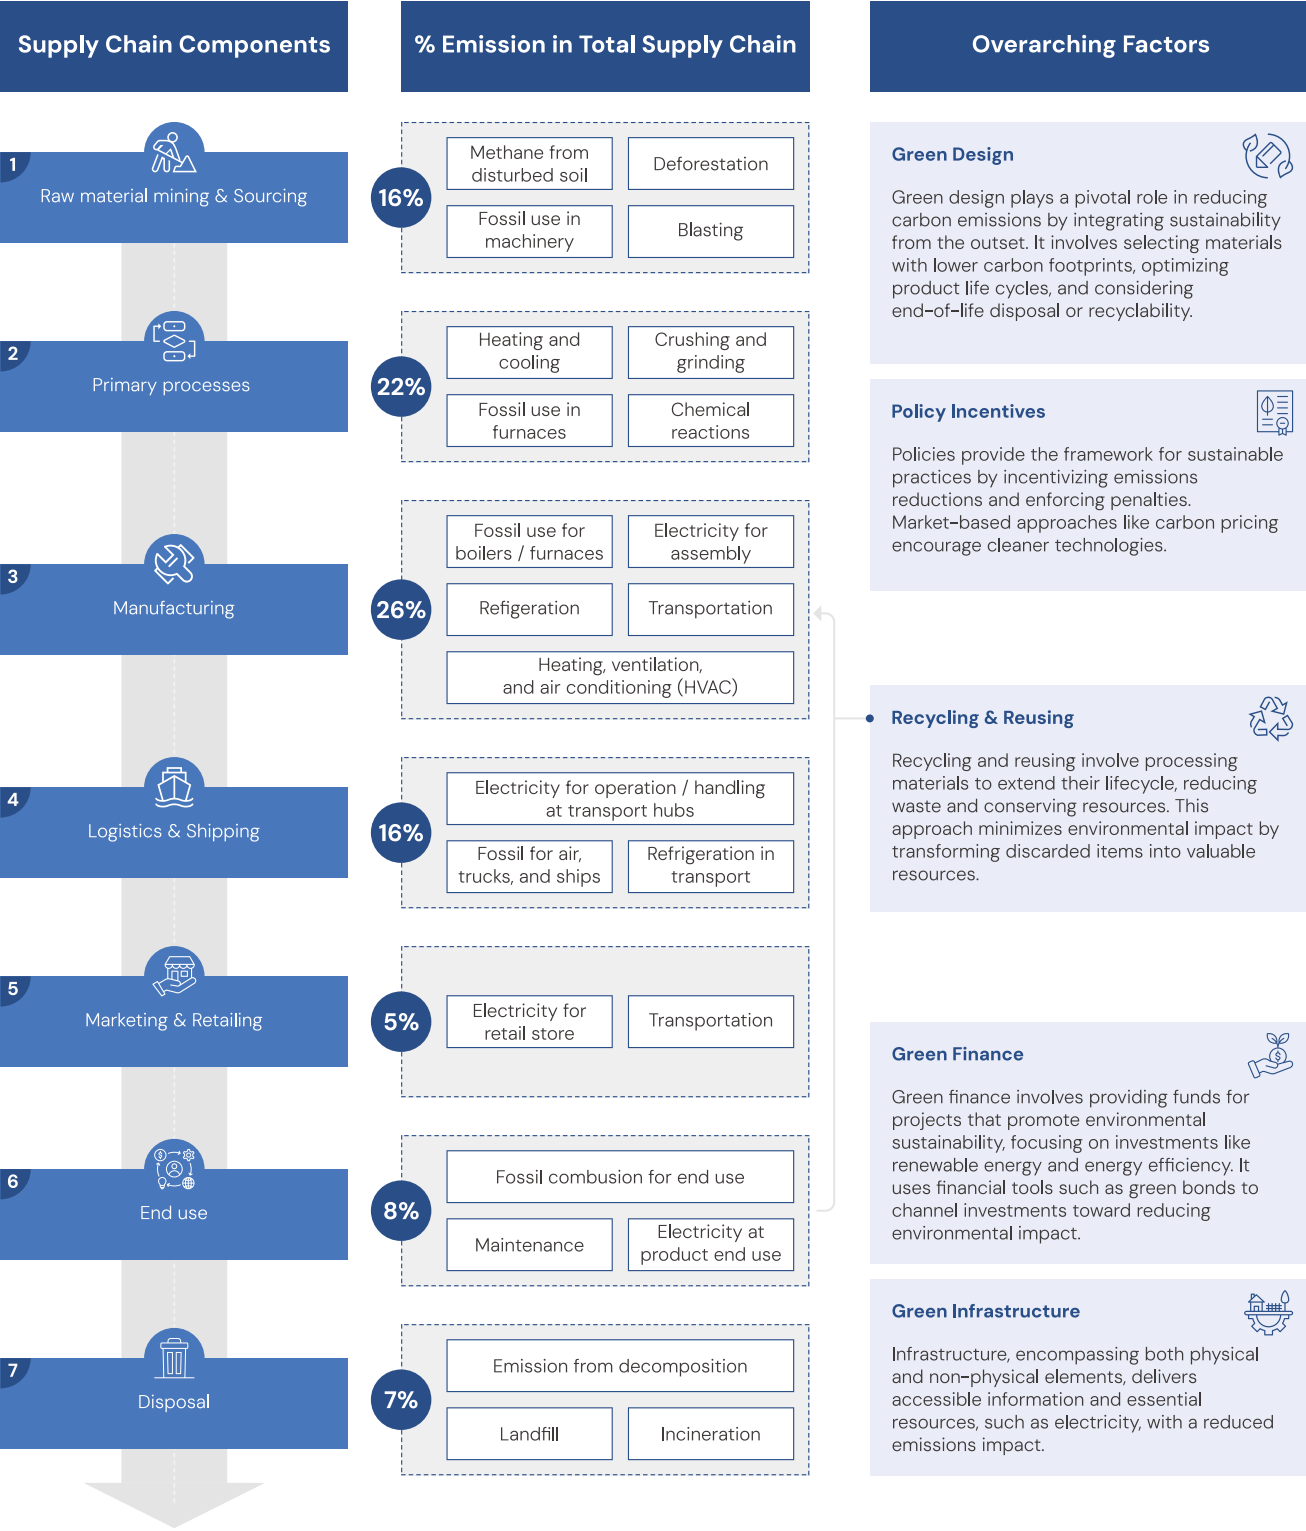 Supply Chain Components
% Emission in Total Supply Chain
Overarching Factors
1
Raw material mining & Sourcing
16%
Methane from
disturbed soil
Deforestation
Fossil use in
machinery
Blasting
2
Primary processes
22%
Heating and
cooling
Crushing and
grinding
Fossil use in
furnaces
Chemical
reactions
3
Manufacturing
26%
Fossil use for
boilers / furnaces
Electricity for
assembly
Refigeration
Transportation
Heating, ventilation,
and air conditioning (HVAC)
4
Logistics & Shipping
16%
Electricity for operation / handling
at transport hubs
Fossil for air,
trucks, and ships
Refrigeration in
transport
5
Marketing & Retailing
5%
Electricity for
retail store
Transportation
6
End use
8%
Fossil combusion for end use
Maintenance
Electricity at
product end use
7
Disposal
7%
Emission from decomposition
Landfill
Incineration
Green Design
Green design plays a pivotal role in reducing
carbon emissions by integrating sustainability
from the outset. It involves selecting materials
with lower carbon footprints, optimizing
product life cycles, and considering
end-of-life disposal or recyclability.
Policy Incentives
Policies provide the framework for sustainable
practices by incentivizing emissions
reductions and enforcing penalties.
Market-based approaches like carbon pricing
encourage cleaner technologies.
Recycling & Reusing
Recycling and reusing involve processing
materials to extend their lifecycle, reducing
waste and conserving resources. This
approach minimizes environmental impact by
transforming discarded items into valuable
resources.
Green Finance
Green finance involves providing funds for
projects that promote environmental
sustainability, focusing on investments like
renewable energy and energy efficiency. It
uses financial tools such as green bonds to
channel investments toward reducing
environmental impact.
Green Infrastructure
Infrastructure, encompassing both physical
and non-physical elements, delivers
accessible information and essential
resources, such as electricity, with a reduced
emissions impact.